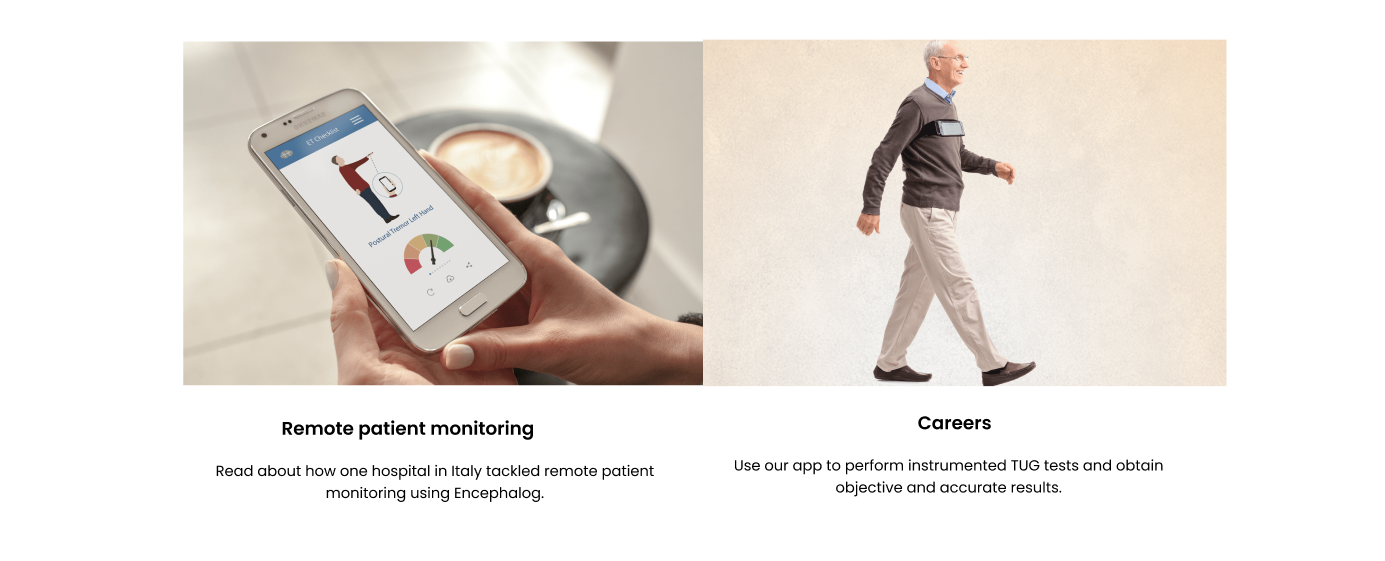 SAMSUNG
ET Checklist
Postural Tremor Left Hand
Remote patient monitoring
Read about how one hospital in Italy tackled remote patient
monitoring using Encephalog.
Careers
Use our app to perform instrumented TUG tests and obtain
objective and accurate results.